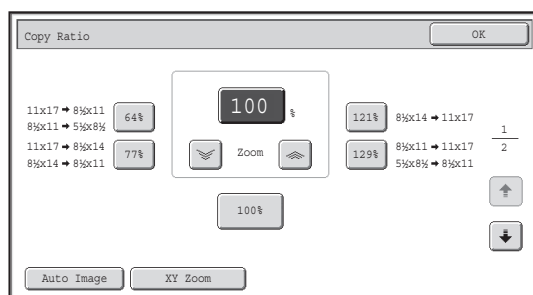 Copy Ratio
OK
11x17 ➡ 8½x11
8½x11 ➡ 5½x8½
64%
11x17 ➡ 8½x14
8½x14 ➡ 8½x11
77%
100 %
Zoom
100%
121%
8½x14 ➡ 11x17
129%
8½x11 ➡ 11x17
5½x8½ ➡ 8½x11
1
2
Auto Image
XY Zoom